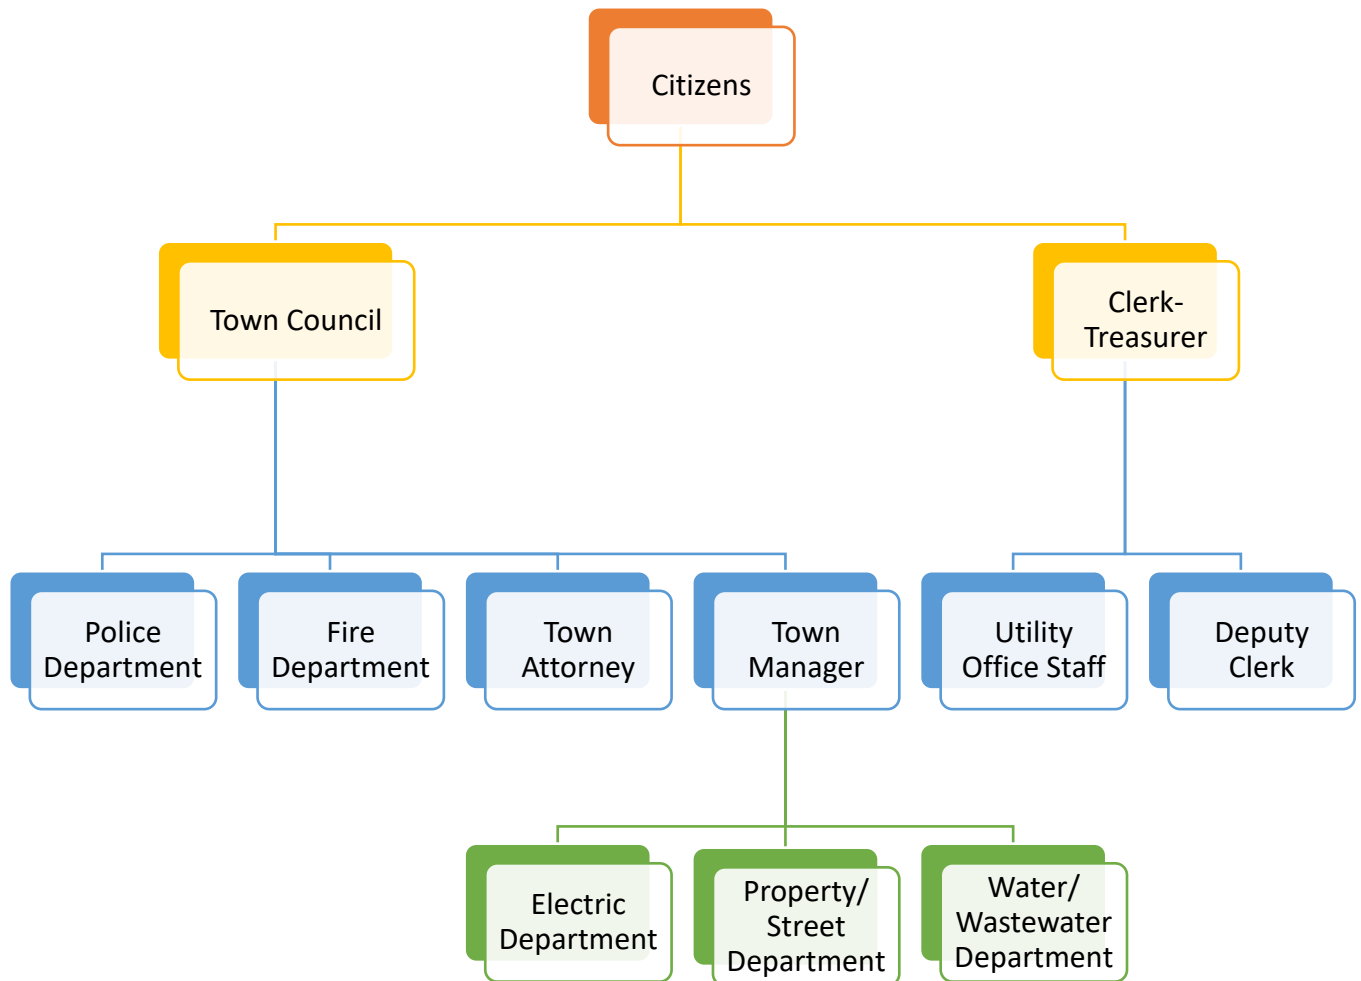 Citizens
Town Council
Clerk-
Treasurer
Police
Department
Fire
Department
Town
Attorney
Town
Manager
Utility
Office Staff
Deputy
Clerk
Electric
Department
Property/
Street
Department
Water/
Wastewater
Department